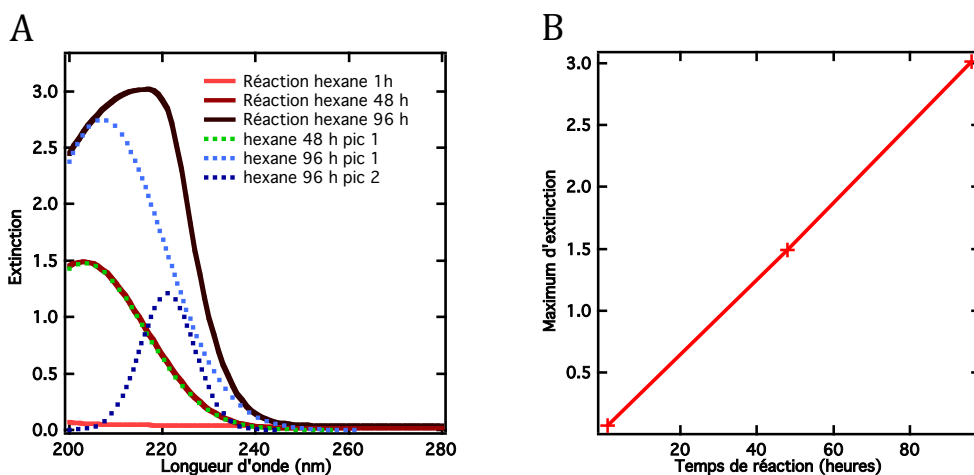 A
Extinction
3.0
2.5
2.0
1.5
1.0
0.5
0.0
200
220
240
260
280
Longueur d'onde (nm)
Réaction hexane 1h
Réaction hexane 48 h
Réaction hexane 96 h
hexane 48 h pic 1
hexane 96 h pic 1
hexane 96 h pic 2
B
Maximum d'extinction
3.0
2.5
2.0
1.5
1.0
0.5
20
40
60
80
Temps de réaction (heures)